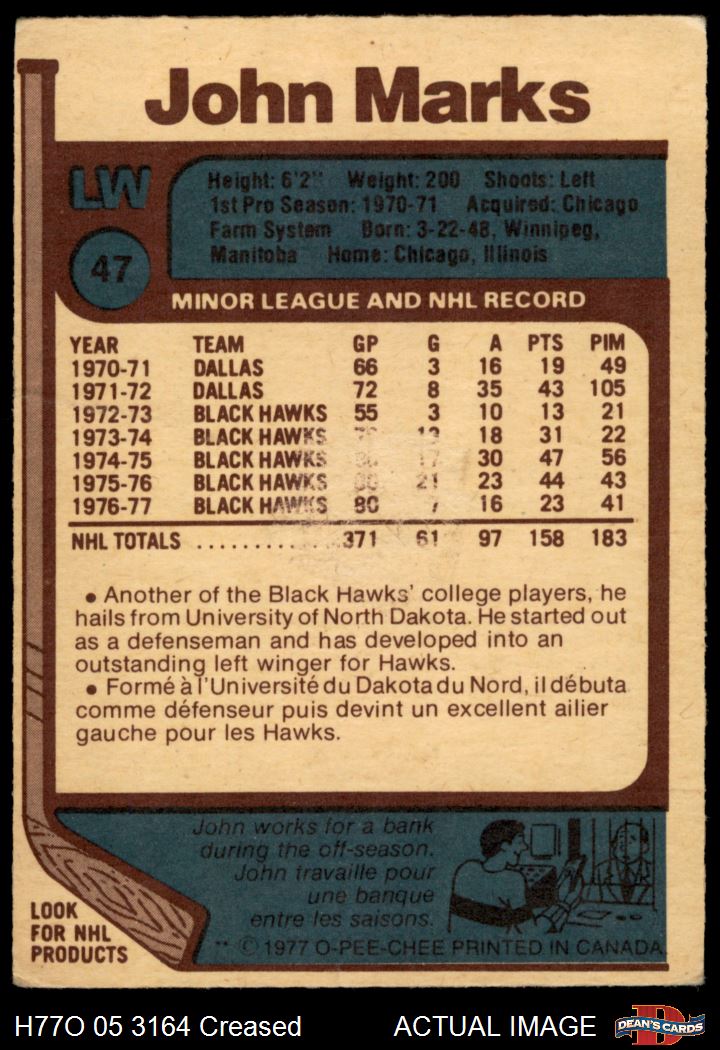 John Marks
LW
47
Height: 6'2" Weight: 200 Shoots: Left
1st Pro Season: 1970-71 Acquired: Chicago
Farm System Born: 3-22-48, Winnipeg,
Manitoba Home: Chicago, Illinois
MINOR LEAGUE AND NHL RECORD
YEAR TEAM GP G A PTS PIM
1970-71 DALLAS 66 3 16 19 49
1971-72 DALLAS 72 8 35 43 105
1972-73 BLACK HAWKS 55 3 10 13 21
1973-74 BLACK HAWKS 13 18 31 22
1974-75 BLACK HAWKS 17 30 47 56
1975-76 BLACK HAWKS 21 23 44 43
1976-77 BLACK HAWKS 80 7 16 23 41
NHL TOTALS .............371 61 97 158 183
• Another of the Black Hawks' college players, he
hails from University of North Dakota. He started out
as a defenseman and has developed into an
outstanding left winger for Hawks.
• Formé à l'Université du Dakota du Nord, il débuta
comme défenseur puis devint un excellent ailier
gauche pour les Hawks.
John works for a bank
during the off-season.
John travaille pour
une banque
entre les saisons.
LOOK
FOR NHL
PRODUCTS
** © 1977 O-PEE-CHEE PRINTED IN CANADA
H77O 05 3164 Creased ACTUAL IMAGE
DEAN'S CARDS